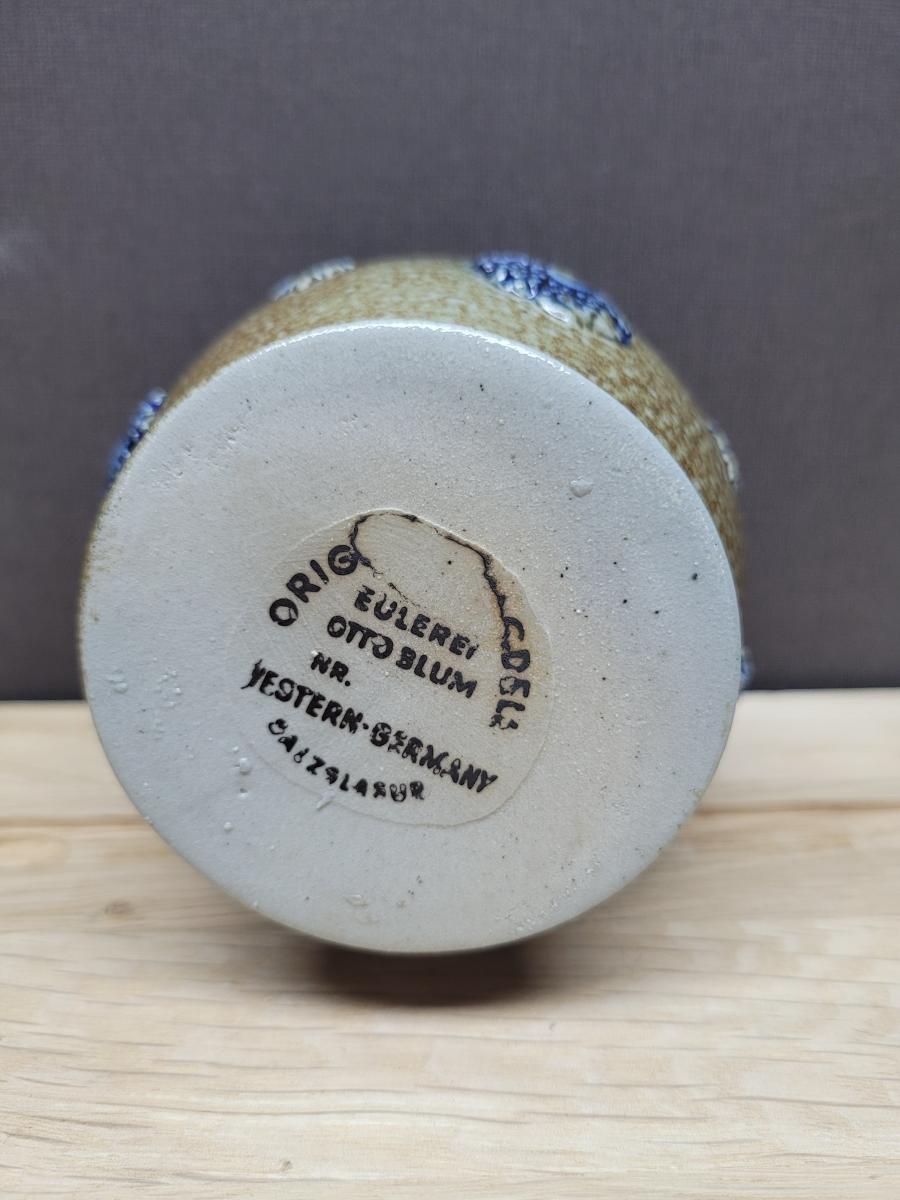 ORIG
EULEREI
OTTO BLUM
NR.
WESTERN-GERMANY
SALZGLASUR